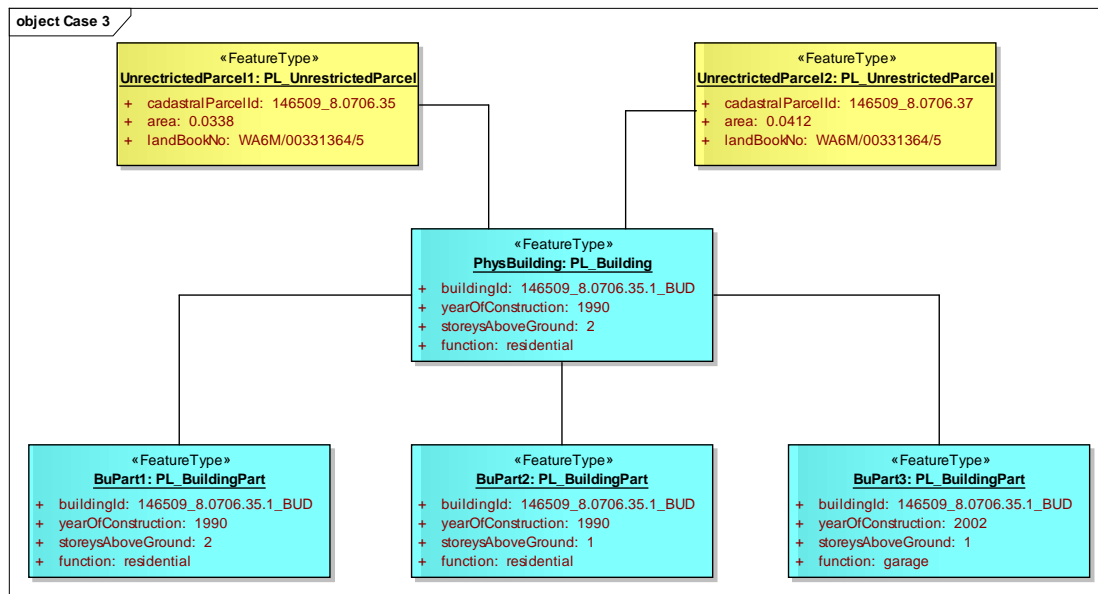 object Case 3
«FeatureType»
UnrectrictedParcel1: PL_UnrestrictedParcel
+ cadastralParcelId: 146509_8.0706.35
+ area: 0.0338
+ landBookNo: WA6M/00331364/5
«FeatureType»
UnrectrictedParcel2: PL_UnrestrictedParcel
+ cadastralParcelId: 146509_8.0706.37
+ area: 0.0412
+ landBookNo: WA6M/00331364/5
«FeatureType»
PhysBuilding: PL_Building
+ buildingId: 146509_8.0706.35.1_BUD
+ yearOfConstruction: 1990
+ storeysAboveGround: 2
+ function: residential
«FeatureType»
BuPart1: PL_BuildingPart
+ buildingId: 146509_8.0706.35.1_BUD
+ yearOfConstruction: 1990
+ storeysAboveGround: 2
+ function: residential
«FeatureType»
BuPart2: PL_BuildingPart
+ buildingId: 146509_8.0706.35.1_BUD
+ yearOfConstruction: 1990
+ storeysAboveGround: 1
+ function: residential
«FeatureType»
BuPart3: PL_BuildingPart
+ buildingId: 146509_8.0706.35.1_BUD
+ yearOfConstruction: 2002
+ storeysAboveGround: 1
+ function: garage